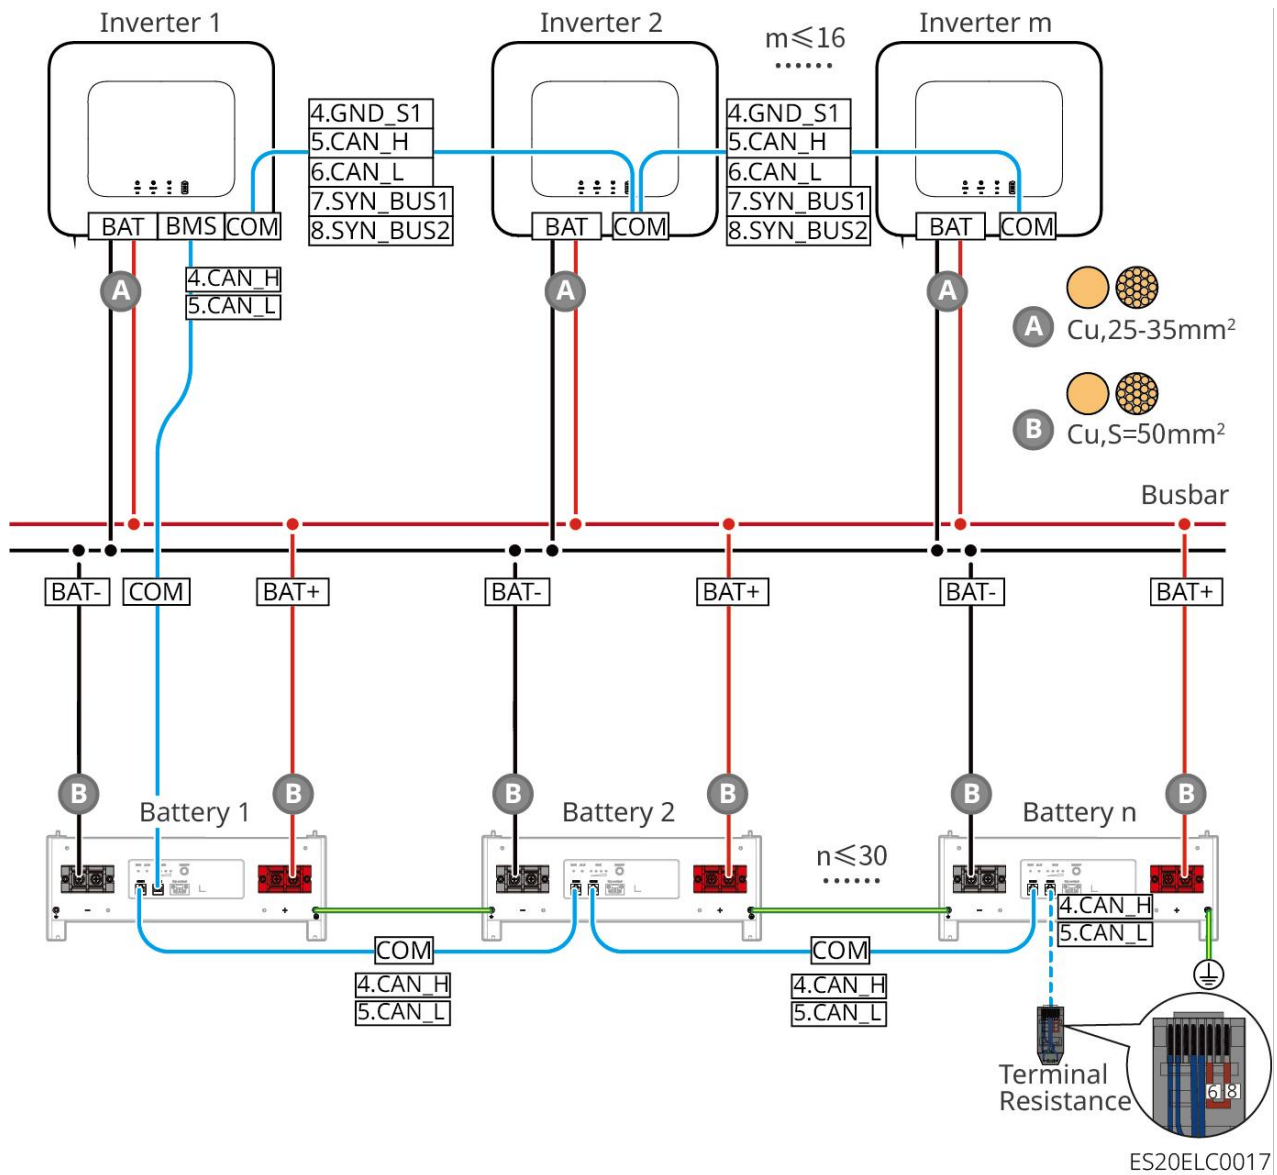 Inverter 1
Inverter 2
m≤16
......
Inverter m
4.GND_S1
5.CAN_H
6.CAN_L
7.SYN_BUS1
8.SYN_BUS2
4.GND_S1
5.CAN_H
6.CAN_L
7.SYN_BUS1
8.SYN_BUS2
BAT
BMS
COM
BAT
COM
BAT
COM
4.CAN_H
5.CAN_L
A
A
A
A
Cu,25-35mm²
B
Cu,S=50mm²
Busbar
BAT-
COM
BAT+
BAT-
BAT+
BAT-
BAT+
B
B
B
B
B
B
Battery 1
Battery 2
Battery n
n≤30
......
-
+
-
+
-
+
4.CAN_H
5.CAN_L
COM
4.CAN_H
5.CAN_L
COM
4.CAN_H
5.CAN_L
Terminal
Resistance
6
8
ES20ELC0017